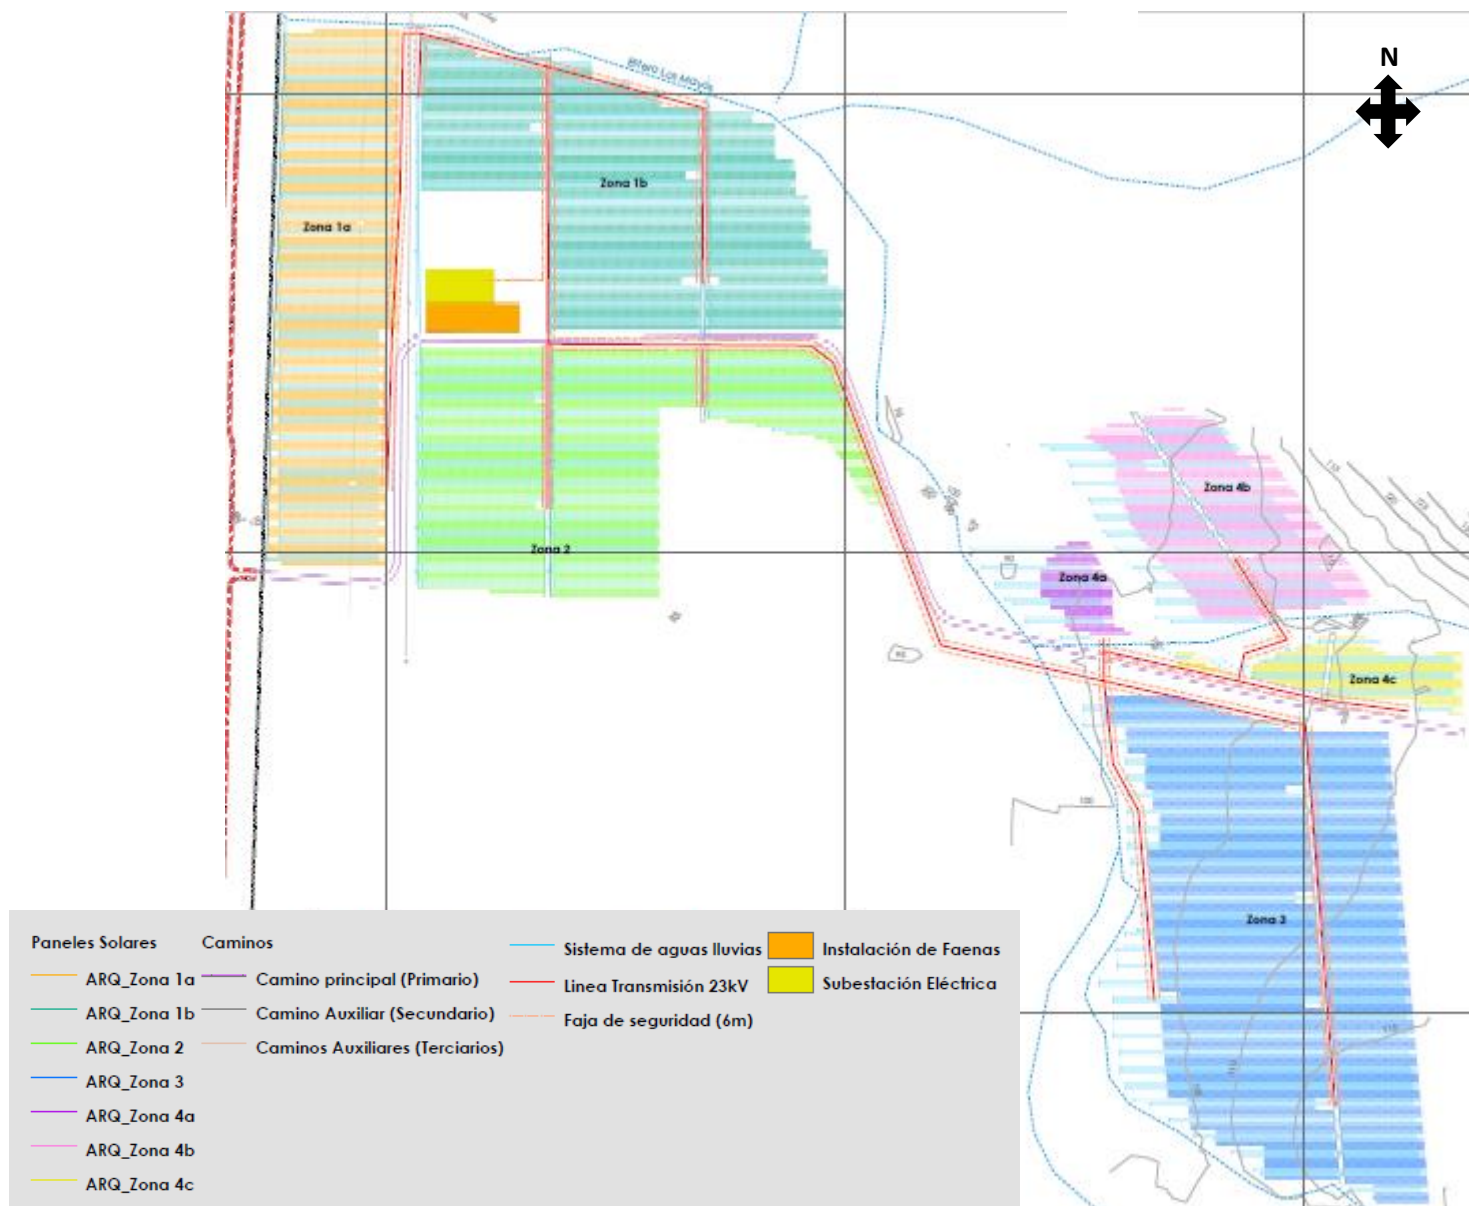 N
Estero Los Mayos
Zona 1b
Zona 1a
Zona 4b
Zona 2
Zona 4a
Zona 4c
Zona 3
Paneles Solares
ARQ_Zona 1a
ARQ_Zona 1b
ARQ_Zona 2
ARQ_Zona 3
ARQ_Zona 4a
ARQ_Zona 4b
ARQ_Zona 4c
Caminos
Camino principal (Primario)
Camino Auxiliar (Secundario)
Caminos Auxiliares (Terciarios)
Sistema de aguas lluvias
Linea Transmisión 23kV
Faja de seguridad (6m)
Instalación de Faenas
Subestación Eléctrica